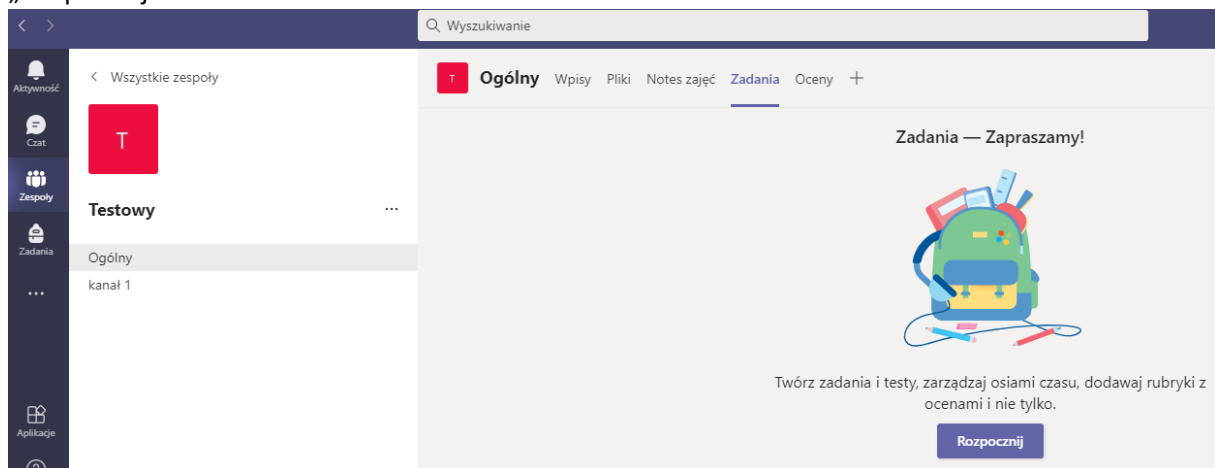 Wyszukiwanie
Aktywność
Czat
Zespoły
Zadania
Aplikacje
Wszystkie zespoły
T
Testowy
Ogólny
kanał 1
T
Ogólny Wpisy Pliki Notes zajęć Zadania Oceny
Zadania — Zapraszamy!
Twórz zadania i testy, zarządzaj osiami czasu, dodawaj rubryki z
ocenami i nie tylko.
Rozpocznij